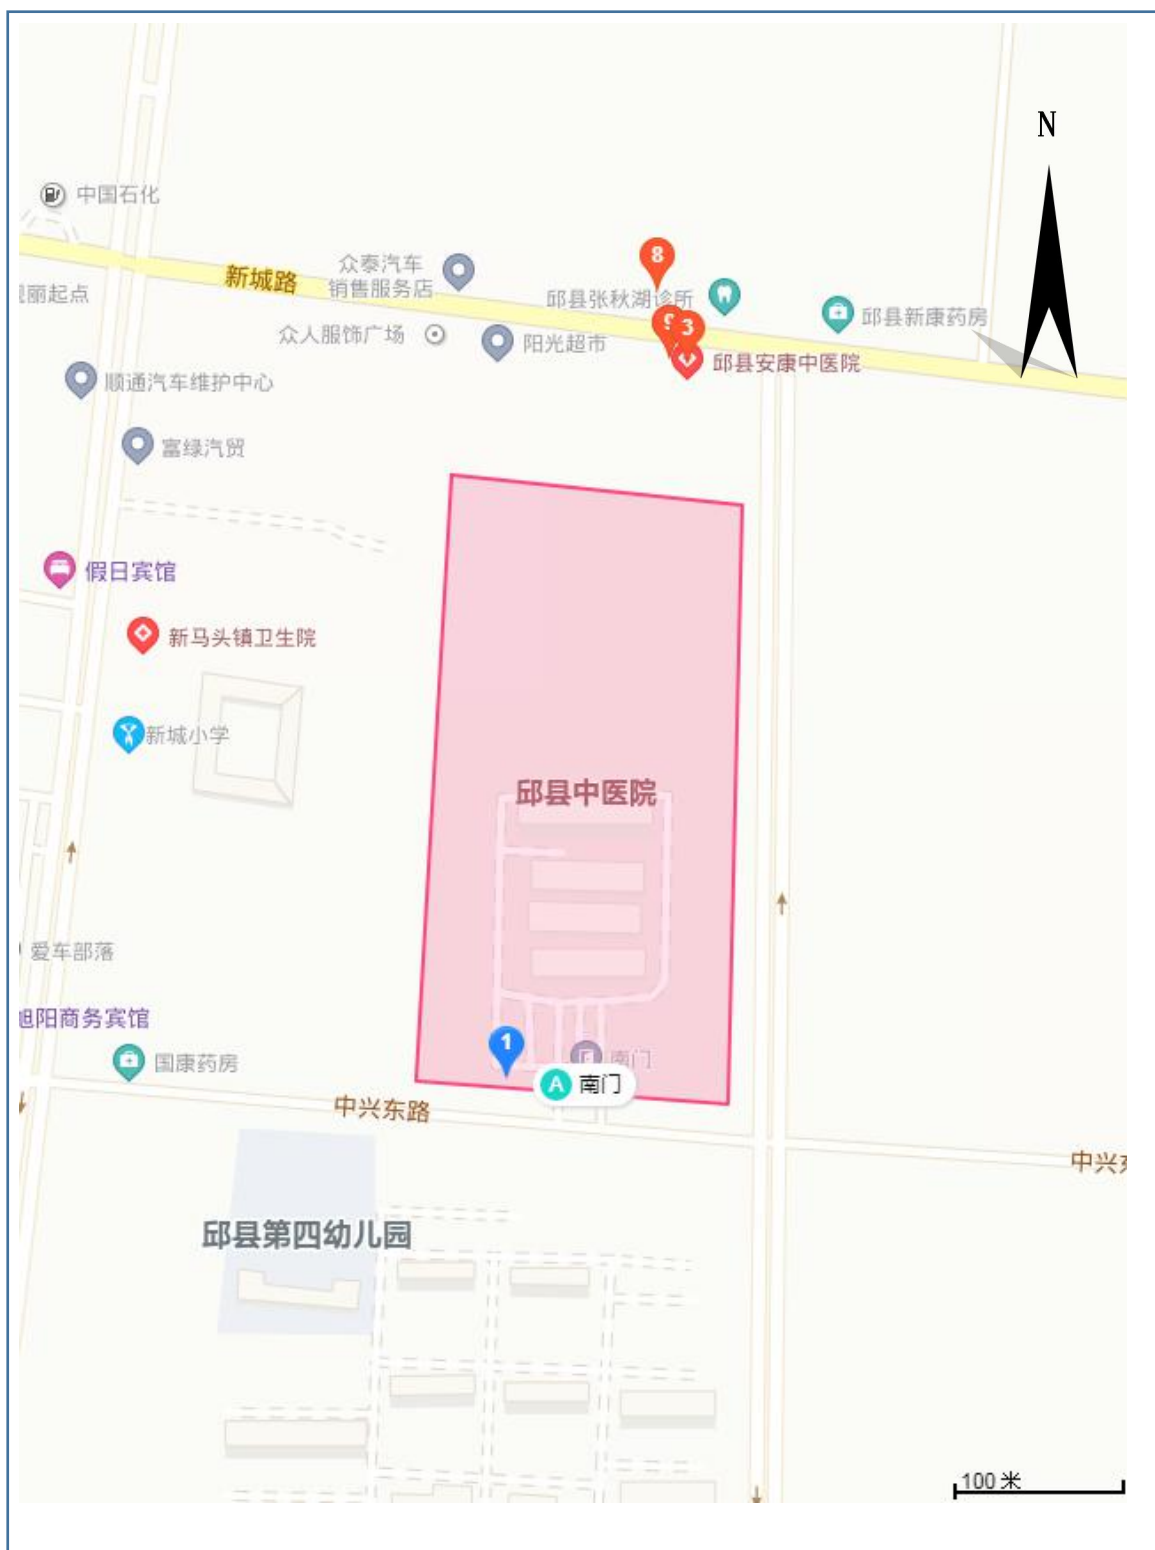 N
中国石化
新城路
众泰汽车
销售服务店
8
邱县张秋湖诊所
丽起点
邱县新康药房
众人服饰广场
阳光超市
9
3
邱县安康中医院
顺通汽车维护中心
富绿汽贸
假日宾馆
新马头镇卫生院
新城小学
邱县中医院
爱车部落
旭阳商务宾馆
1
国康药房
南门
A 南门
中兴东路
中兴东
邱县第四幼儿园
100 米